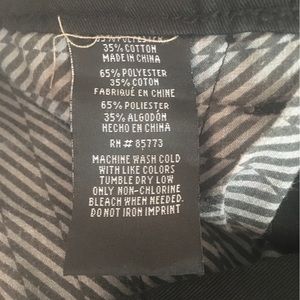 65% POLYESTER
35% COTTON
MADE IN CHINA
65% POLYESTER
35% COTON
FABRIQUÉ EN CHINE
65% POLIESTER
35% ALGODÓN
HECHO EN CHINA
RN# 85773
MACHINE WASH COLD
WITH LIKE COLORS
TUMBLE DRY LOW
ONLY NON-CHLORINE
BLEACH WHEN NEEDED.
DO NOT IRON IMPRINT